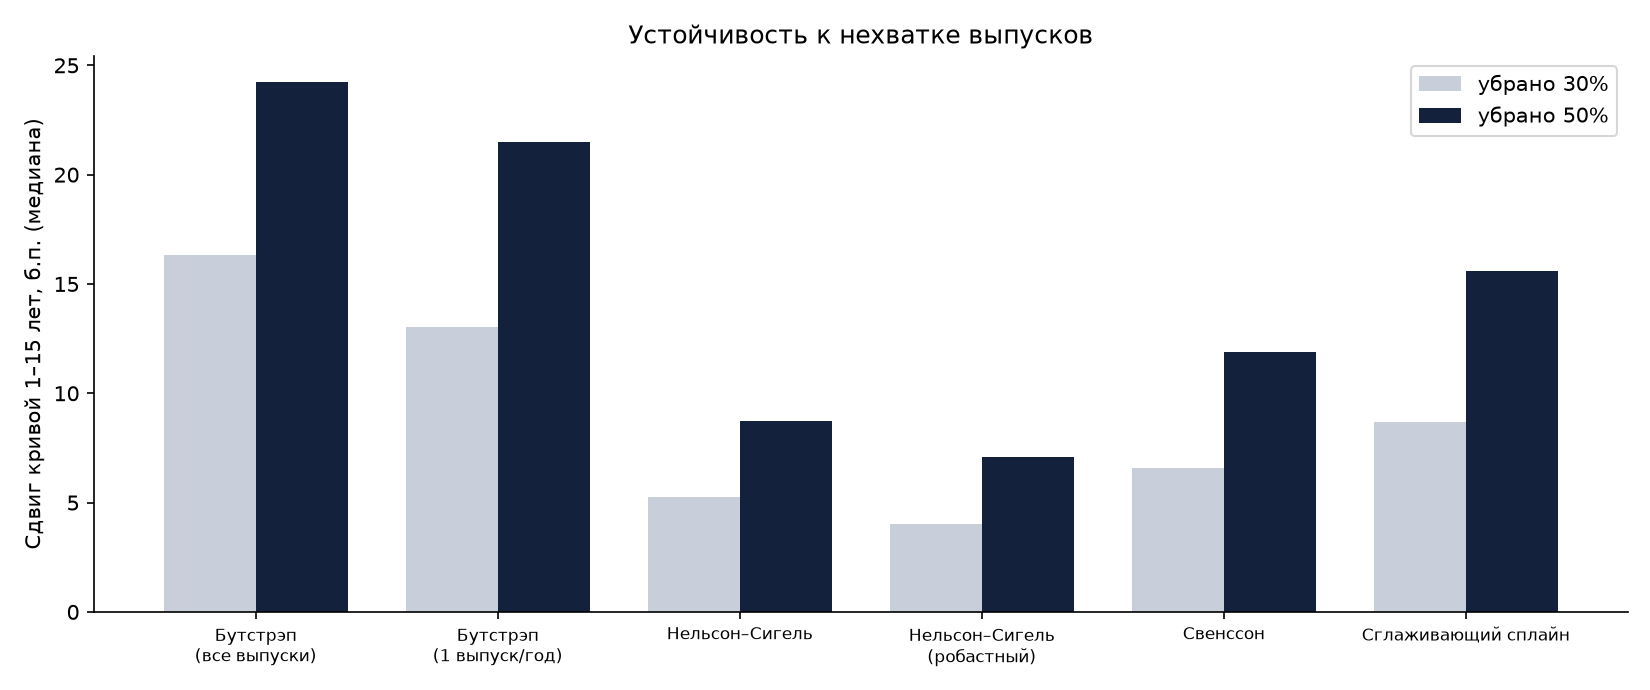 Устойчивость к нехватке выпусков
убрано 30%
убрано 50%
Сдвиг кривой 1–15 лет, б.п. (медиана)
25
20
15
10
5
0
Бутстрэп
(все выпуски)
Бутстрэп
(1 выпуск/год)
Нельсон–Сигель
Нельсон–Сигель
(робастный)
Свенссон
Сглаживающий сплайн